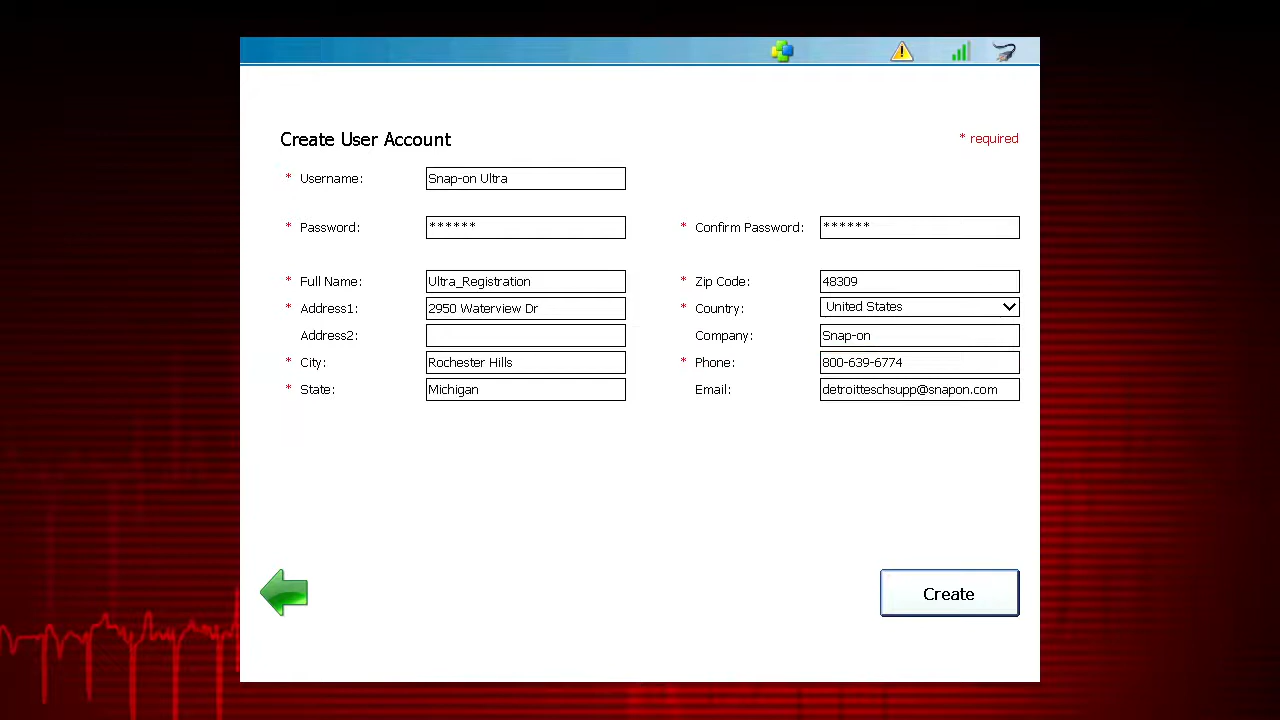 Create User Account * required
* Username: Snap-on Ultra
* Password: ****** * Confirm Password: ******
* Full Name: Ultra_Registration * Zip Code: 48309
* Address1: 2950 Waterview Dr * Country: United States
Address2: Company: Snap-on
* City: Rochester Hills * Phone: 800-639-6774
* State: Michigan Email: detroitteschsupp@snapon.com
Create